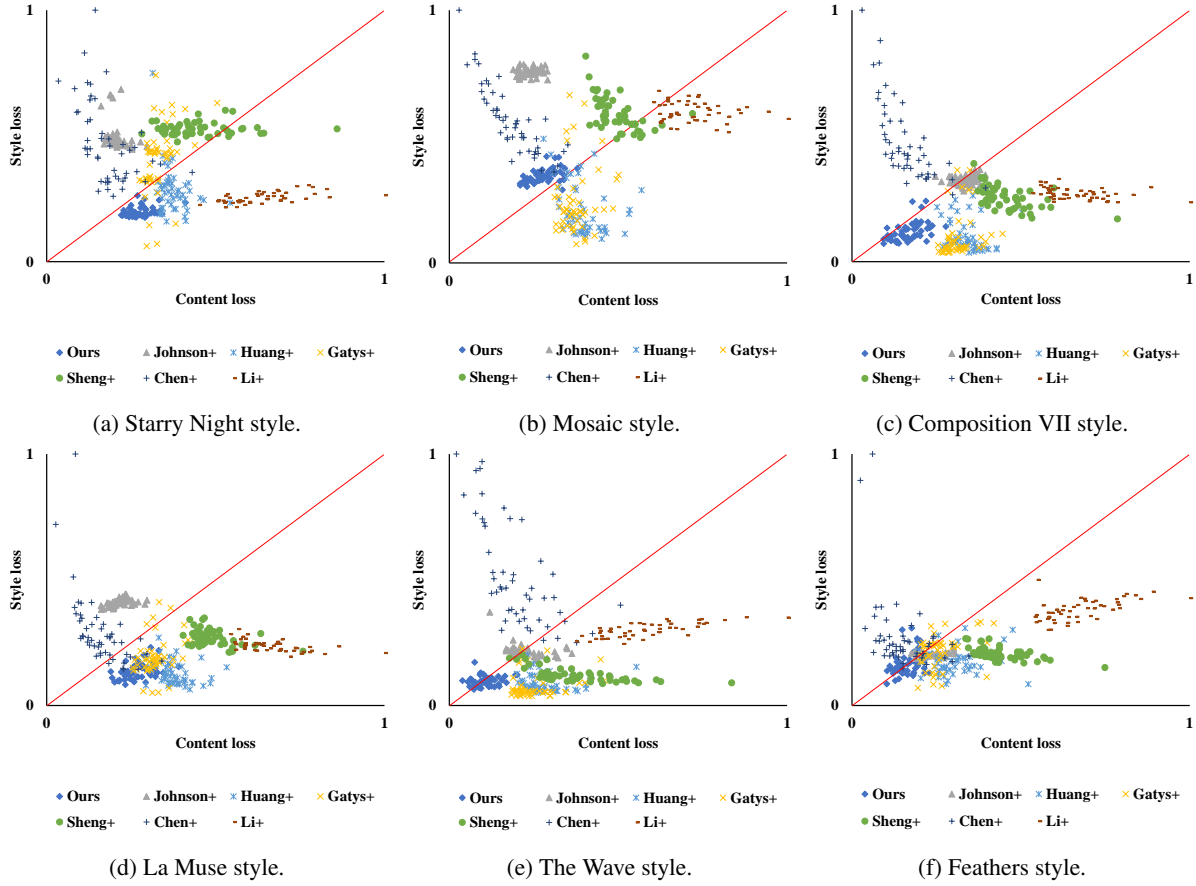 1
Style loss
0
0
1
Content loss
Ours Johnson+ Huang+ Gatys+
Sheng+ Chen+ Li+
(a) Starry Night style.
1
Style loss
0
0
1
Content loss
Ours Johnson+ Huang+ Gatys+
Sheng+ Chen+ Li+
(b) Mosaic style.
1
Style loss
0
0
1
Content loss
Ours Johnson+ Huang+ Gatys+
Sheng+ Chen+ Li+
(c) Composition VII style.
1
Style loss
0
0
1
Content loss
Ours Johnson+ Huang+ Gatys+
Sheng+ Chen+ Li+
(d) La Muse style.
1
Style loss
0
0
1
Content loss
Ours Johnson+ Huang+ Gatys+
Sheng+ Chen+ Li+
(e) The Wave style.
1
Style loss
0
0
1
Content loss
Ours Johnson+ Huang+ Gatys+
Sheng+ Chen+ Li+
(f) Feathers style.